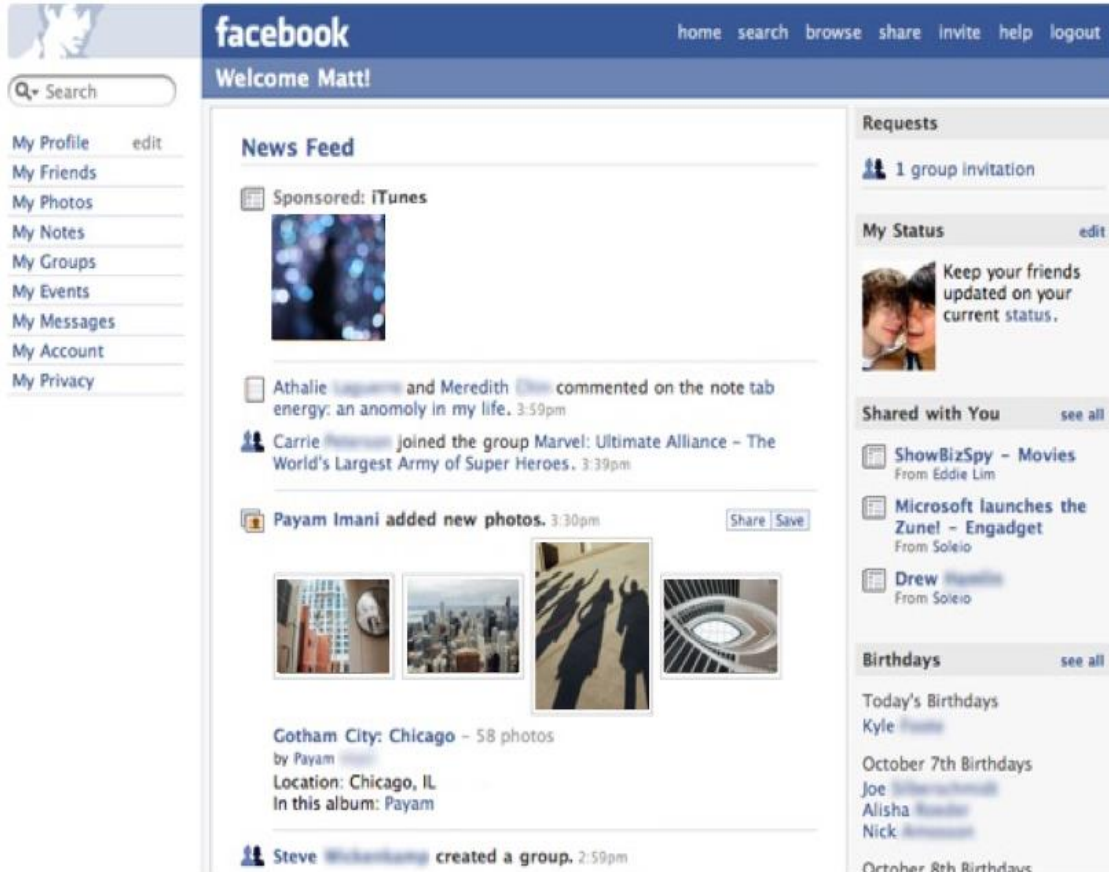 facebook
home search browse share invite help logout
Welcome Matt!
Search
My Profile edit
My Friends
My Photos
My Notes
My Groups
My Events
My Messages
My Account
My Privacy
News Feed
Sponsored: iTunes
Athalie and Meredith commented on the note tab
energy: an anomoly in my life. 3:59pm
Carrie joined the group Marvel: Ultimate Alliance - The
World's Largest Army of Super Heroes. 3:39pm
Payam Imani added new photos. 3:30pm Share Save
Gotham City: Chicago - 58 photos
by Payam
Location: Chicago, IL
In this album: Payam
Steve created a group. 2:59pm
Requests
1 group invitation
My Status edit
Keep your friends
updated on your
current status.
Shared with You see all
ShowBizSpy - Movies
From Eddie Lim
Microsoft launches the
Zune! - Engadget
From Soleio
Drew
From Soleio
Birthdays see all
Today's Birthdays
Kyle
October 7th Birthdays
Joe
Alisha
Nick
October 8th Birthdays